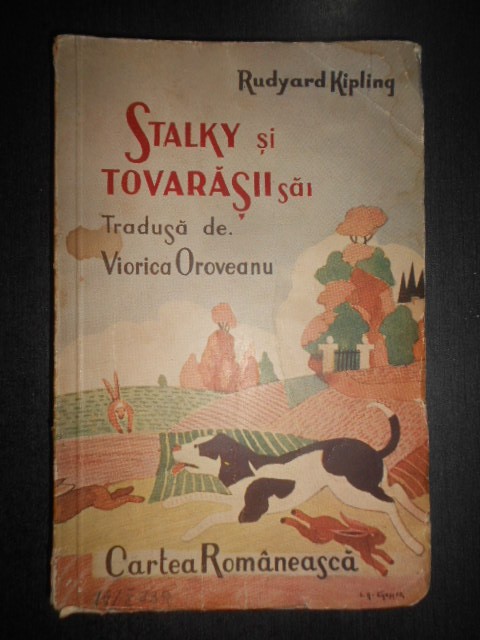 Rudyard Kipling
STALKY și
TOVARĂȘII săi
Tradusă de.
Viorica Oroveanu
Cartea Românească